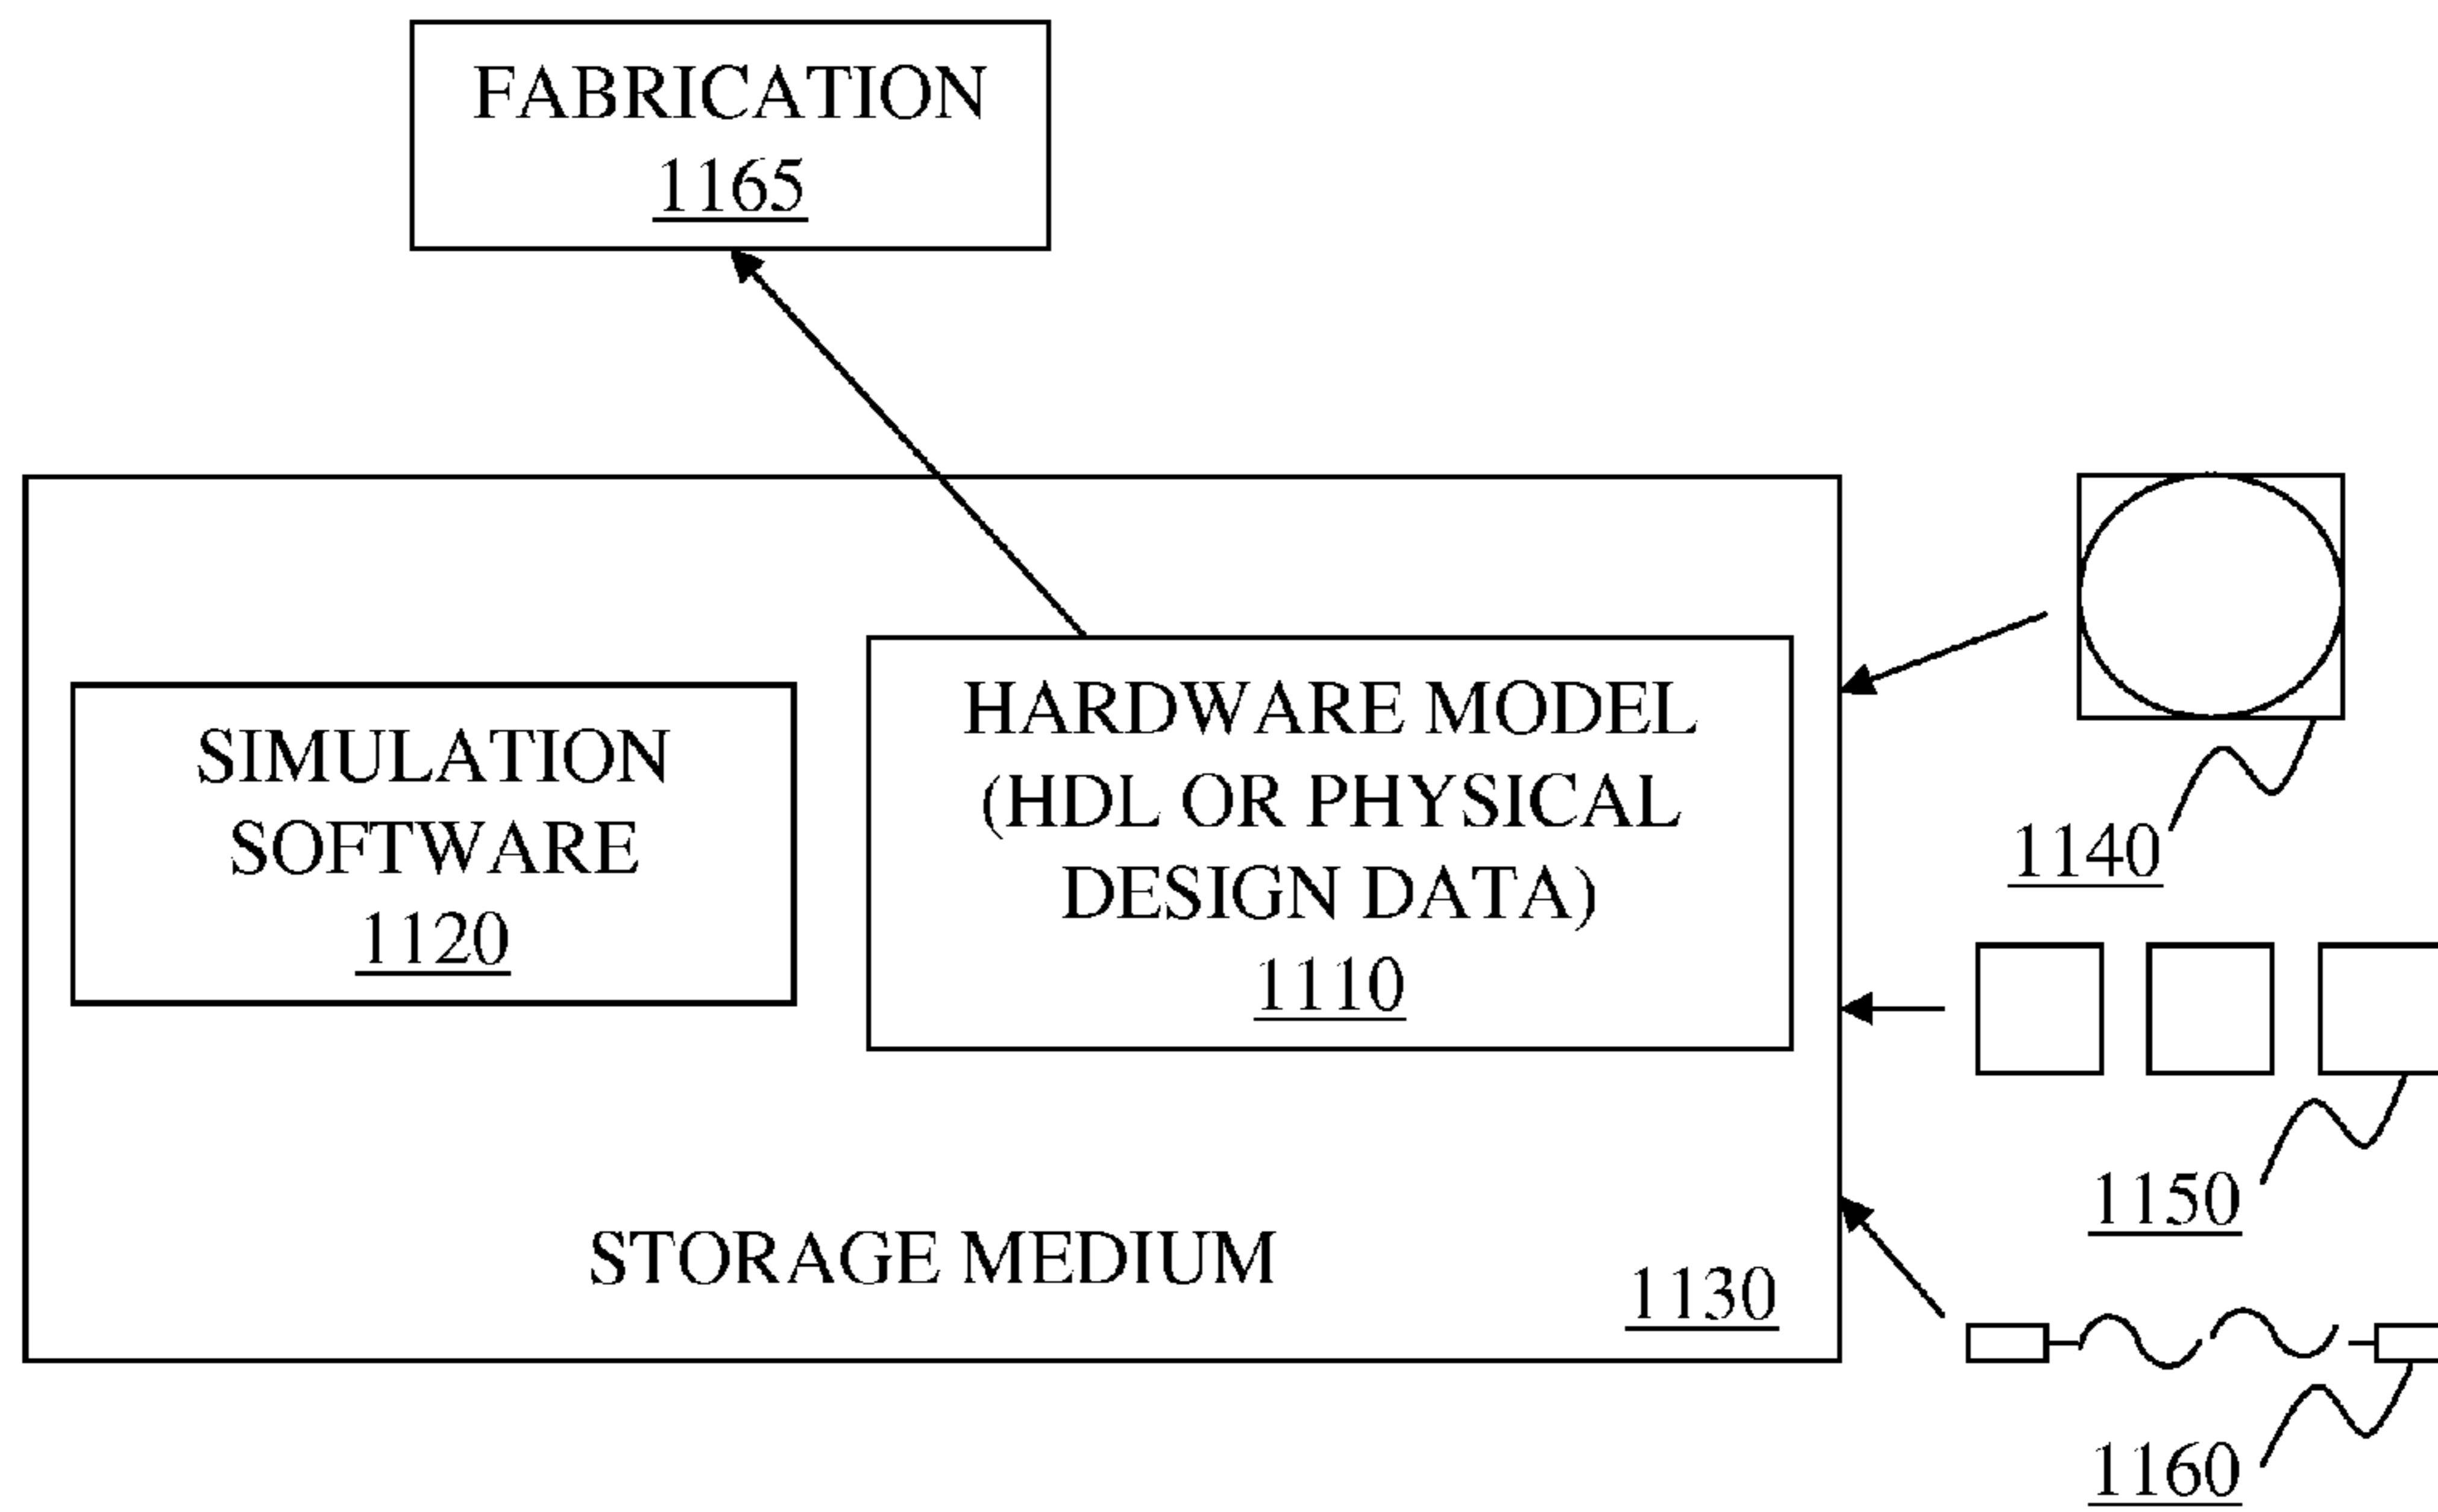 FABRICATION
1165
SIMULATION
SOFTWARE
1120
HARDWARE MODEL
(HDL OR PHYSICAL
DESIGN DATA)
1110
STORAGE MEDIUM
1130
1140
1150
1160